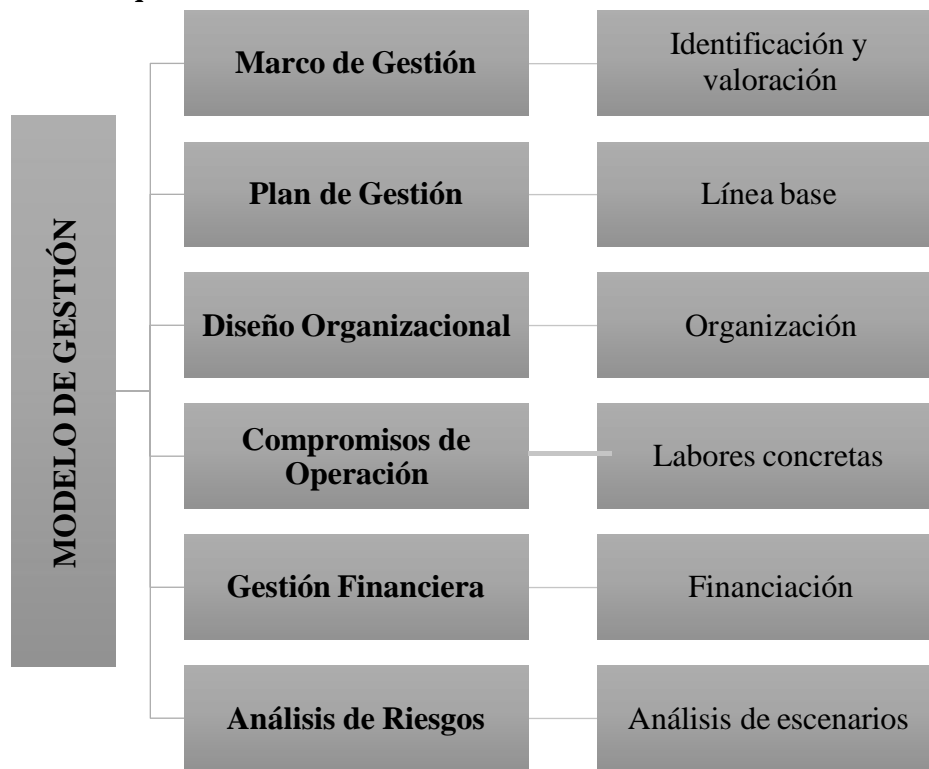 MODELO DE GESTIÓN
Marco de Gestión
Identificación y
valoración
Plan de Gestión
Línea base
Diseño Organizacional
Organización
Compromisos de
Operación
Labores concretas
Gestión Financiera
Financiación
Análisis de Riesgos
Análisis de escenarios